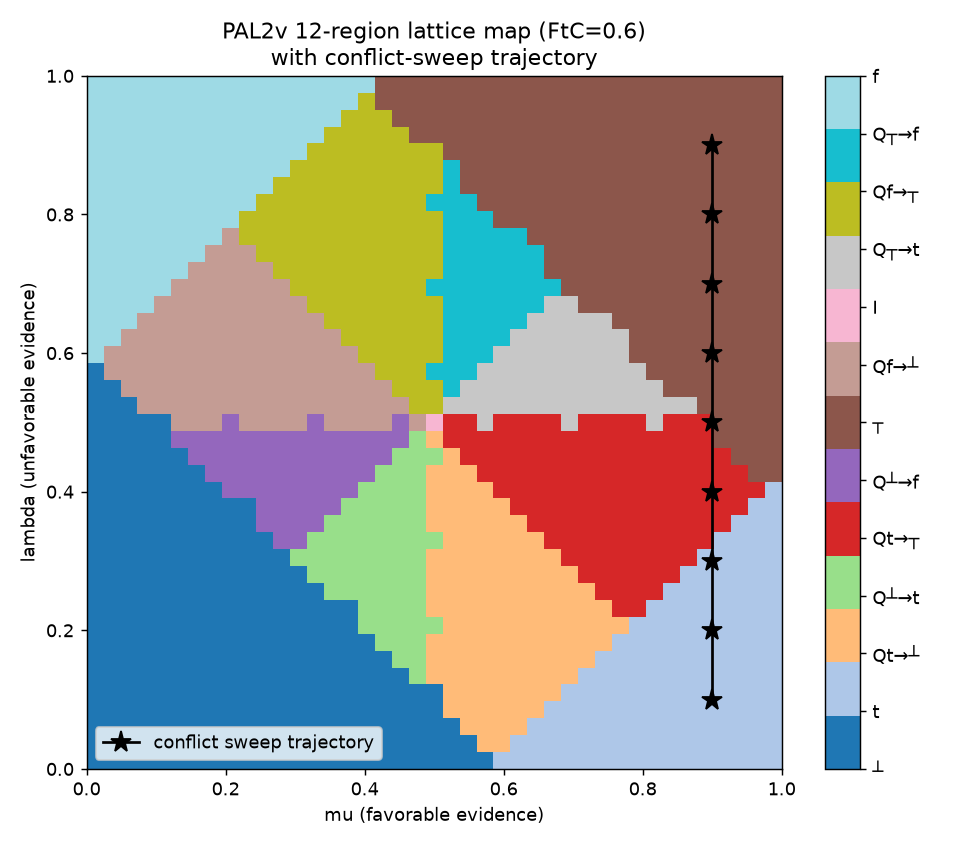 PAL2v 12-region lattice map (FtC=0.6)
with conflict-sweep trajectory
1.0
0.8
0.6
0.4
0.2
0.0
lambda (unfavorable evidence)
conflict sweep trajectory
0.0
0.2
0.4
0.6
0.8
1.0
mu (favorable evidence)
f
Q┬→f
Qf→┬
Q┬→t
I
Qf→┴
┬
Q┴→f
Qt→┬
Q┴→t
Qt→┴
t
┴